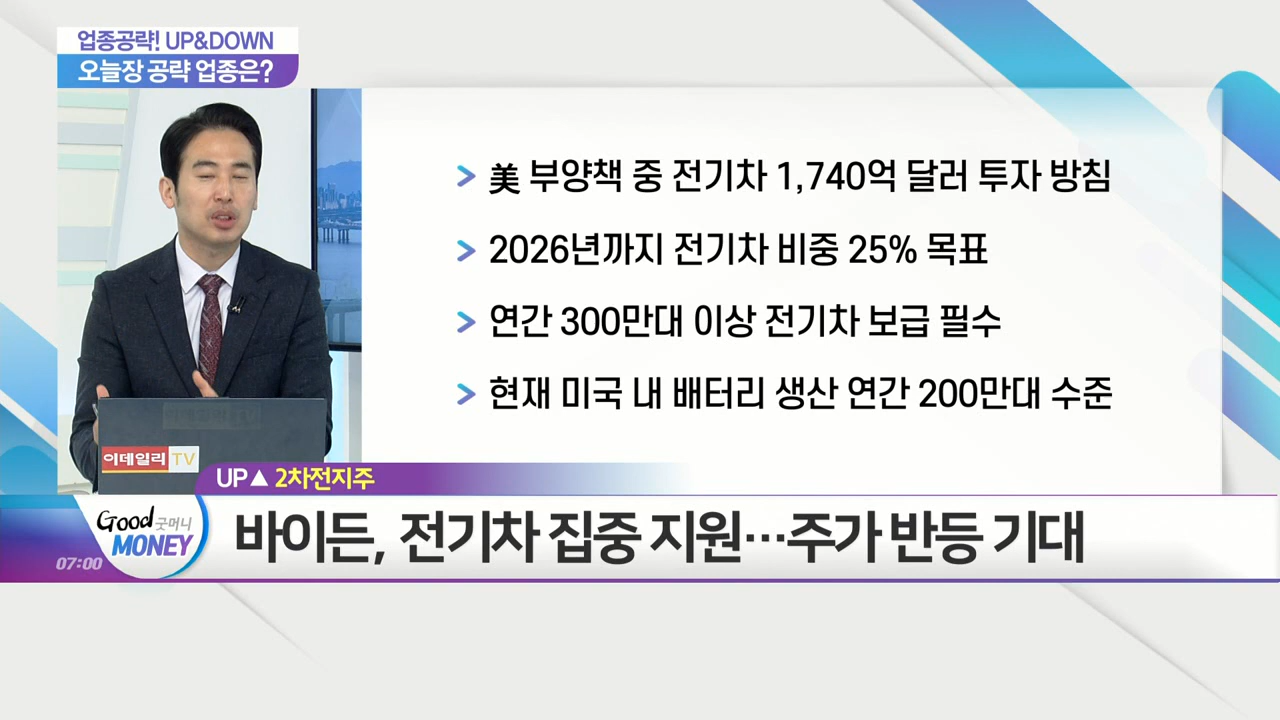 업종공략! UP&DOWN
오늘장 공략 업종은?
> 美 부양책 중 전기차 1,740억 달러 투자 방침
> 2026년까지 전기차 비중 25% 목표
> 연간 300만대 이상 전기차 보급 필수
> 현재 미국 내 배터리 생산 연간 200만대 수준
이데일리 TV
이데일리 TV
UP▲ 2차전지주
Good 굿머니
MONEY
바이든, 전기차 집중 지원…주가 반등 기대
07:00